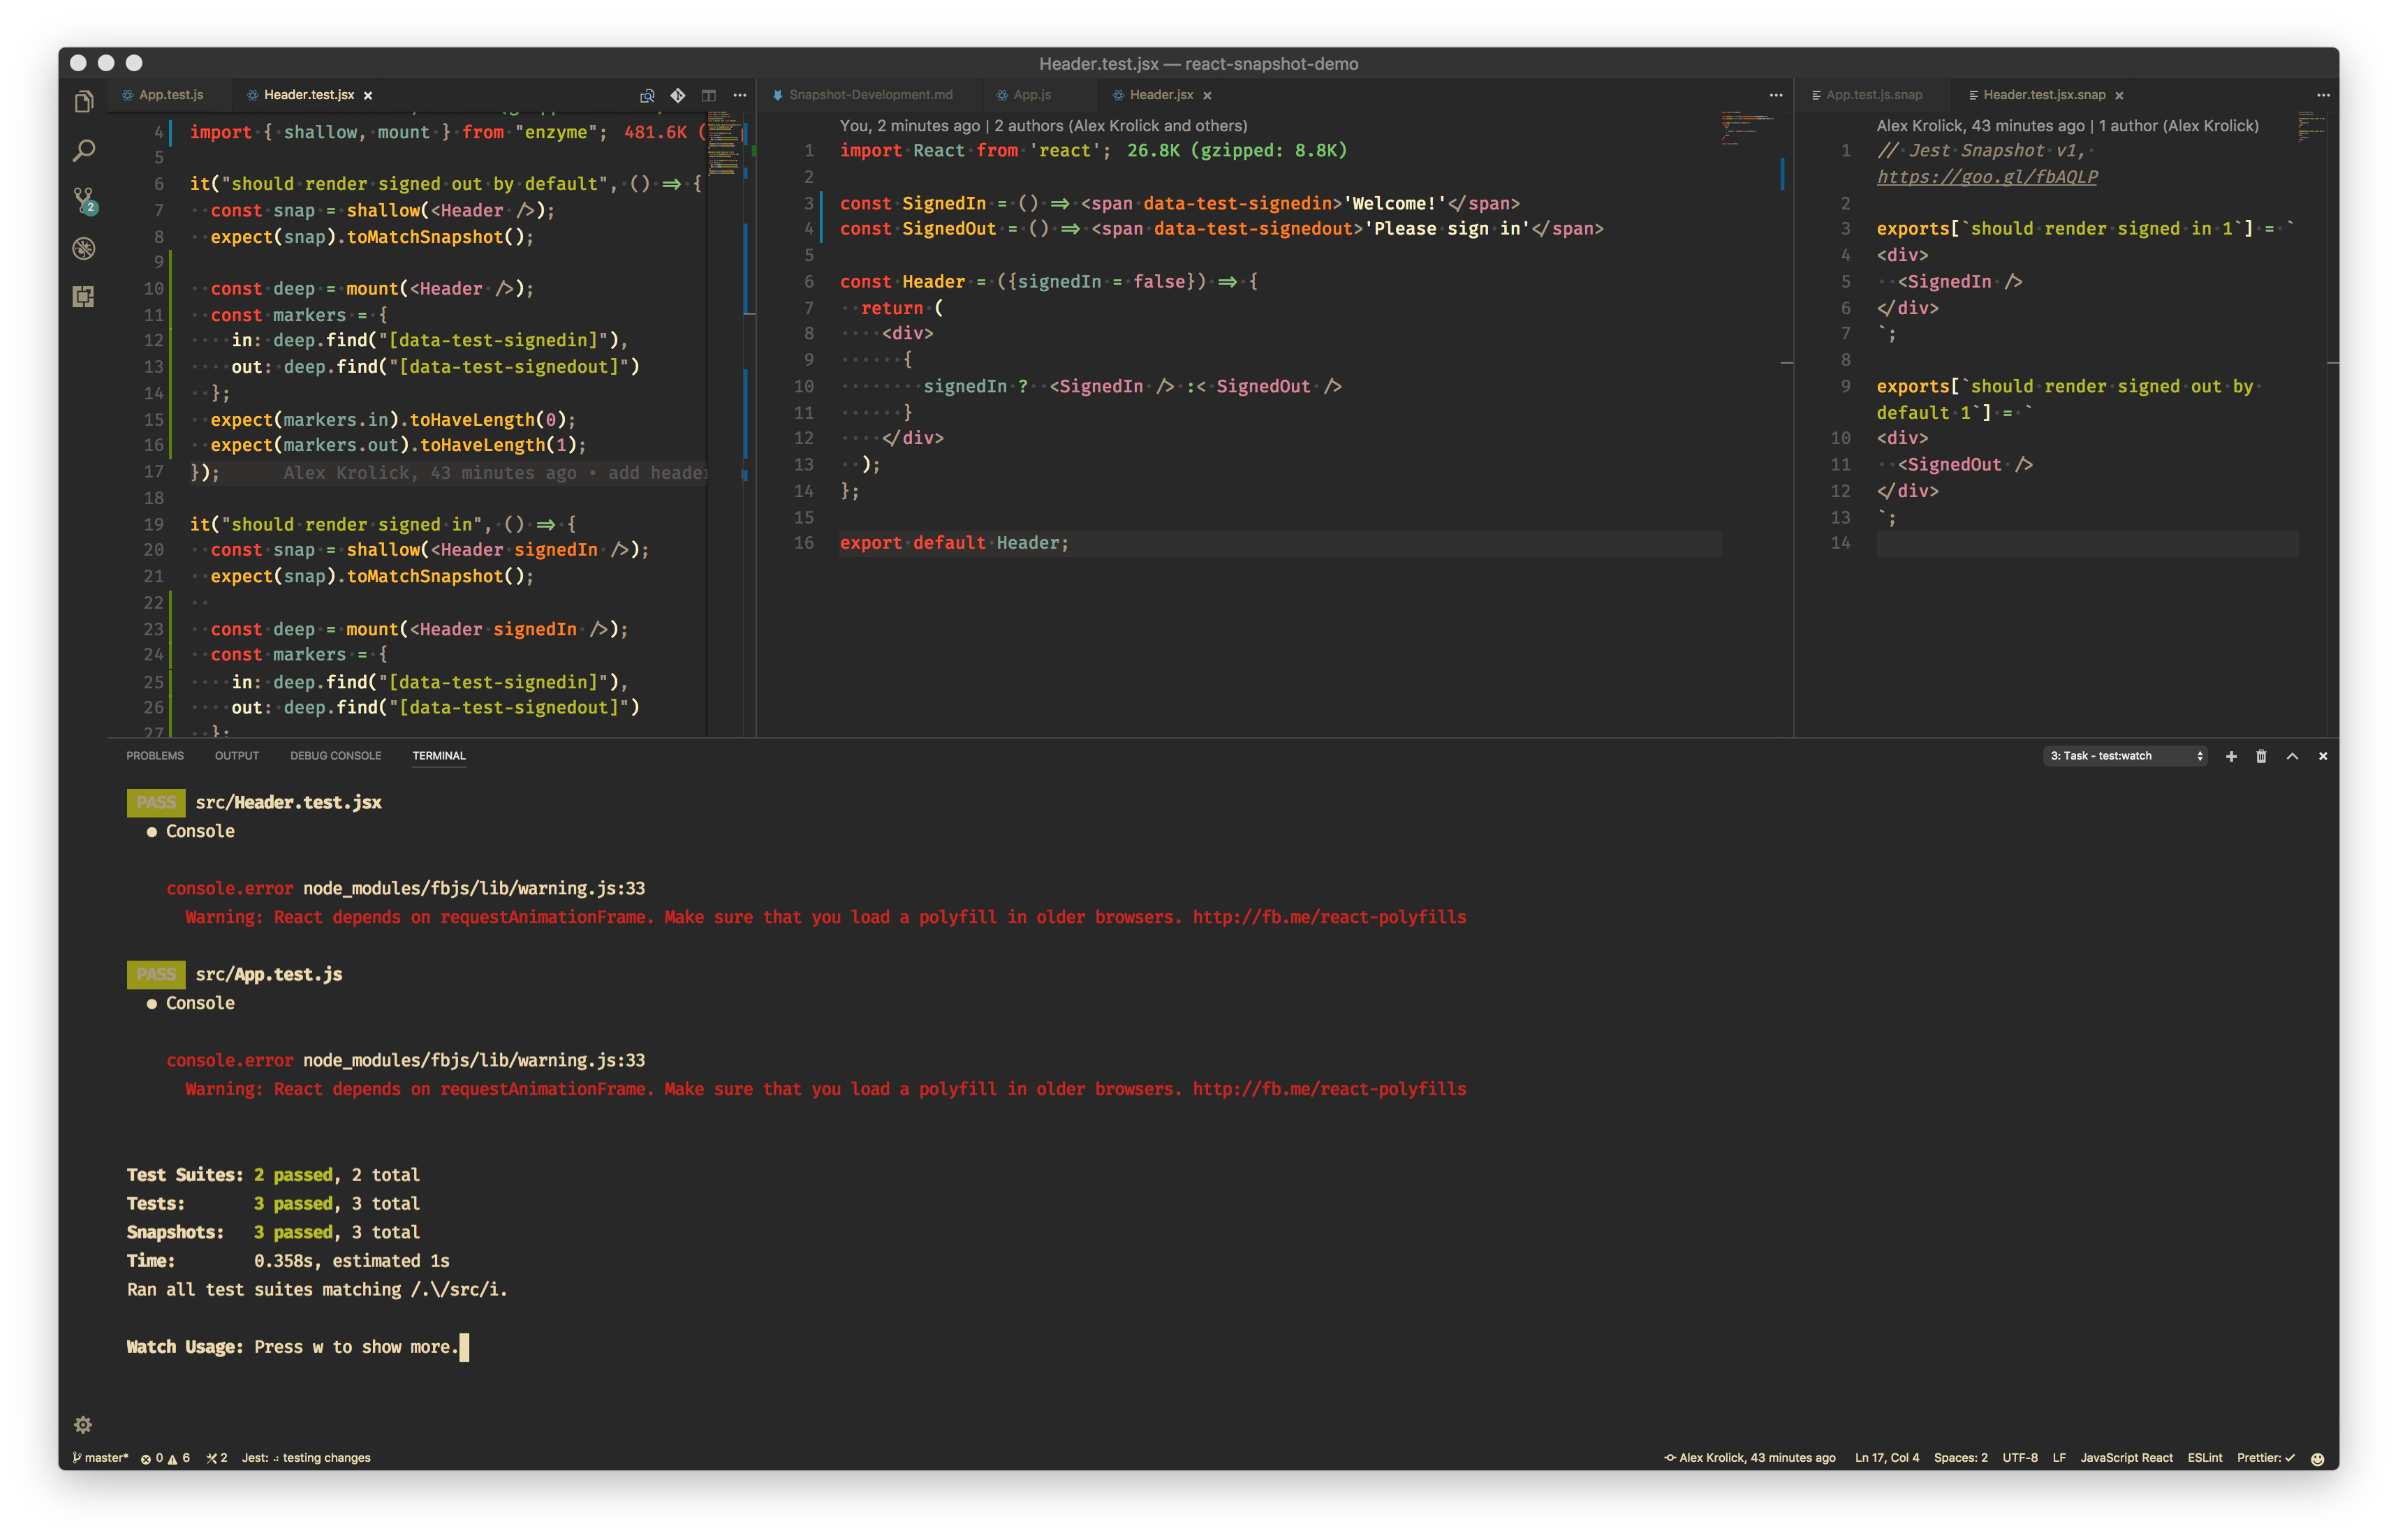 Header.test.jsx — react-snapshot-demo
App.test.js
Header.test.jsx
4 import { shallow, mount } from "enzyme"; 481.6K (
5
6 it("should render signed out by default", () => {
7 const snap = shallow(<Header />);
8 expect(snap).toMatchSnapshot();
9
10 const deep = mount(<Header />);
11 const markers = {
12 in: deep.find("[data-test-signedin]"),
13 out: deep.find("[data-test-signedout]")
14 };
15 expect(markers.in).toHaveLength(0);
16 expect(markers.out).toHaveLength(1);
17 }); Alex Krolick, 43 minutes ago • add header
18
19 it("should render signed in", () => {
20 const snap = shallow(<Header signedIn />);
21 expect(snap).toMatchSnapshot();
22
23 const deep = mount(<Header signedIn />);
24 const markers = {
25 in: deep.find("[data-test-signedin]"),
26 out: deep.find("[data-test-signedout]")
27 };
2
Snapshot-Development.md
App.js
Header.jsx
You, 2 minutes ago | 2 authors (Alex Krolick and others)
1 import React from 'react'; 26.8K (gzipped: 8.8K)
2
3 const SignedIn = () => <span data-test-signedin>'Welcome!'</span>
4 const SignedOut = () => <span data-test-signedout>'Please sign in'</span>
5
6 const Header = ({signedIn = false}) => {
7 return (
8 <div>
9 {
10 signedIn ? <SignedIn /> :< SignedOut />
11 }
12 </div>
13 );
14 };
15
16 export default Header;
App.test.js.snap
Header.test.jsx.snap
Alex Krolick, 43 minutes ago | 1 author (Alex Krolick)
1 // Jest Snapshot v1,
https://goo.gl/fbAQLP
2
3 exports[`should render signed in 1`] = `
4 <div>
5 <SignedIn />
6 </div>
7 `;
8
9 exports[`should render signed out by
default 1`] = `
10 <div>
11 <SignedOut />
12 </div>
13 `;
14
PROBLEMS OUTPUT DEBUG CONSOLE TERMINAL
3: Task - test:watch
PASS src/Header.test.jsx
● Console
console.error node_modules/fbjs/lib/warning.js:33
Warning: React depends on requestAnimationFrame. Make sure that you load a polyfill in older browsers. http://fb.me/react-polyfills
PASS src/App.test.js
● Console
console.error node_modules/fbjs/lib/warning.js:33
Warning: React depends on requestAnimationFrame. Make sure that you load a polyfill in older browsers. http://fb.me/react-polyfills
Test Suites: 2 passed, 2 total
Tests: 3 passed, 3 total
Snapshots: 3 passed, 3 total
Time: 0.358s, estimated 1s
Ran all test suites matching /.\/src/i.
Watch Usage: Press w to show more.
master* 0 6 2 Jest: testing changes
Alex Krolick, 43 minutes ago Ln 17, Col 4 Spaces: 2 UTF-8 LF JavaScript React ESLint Prettier: ✓